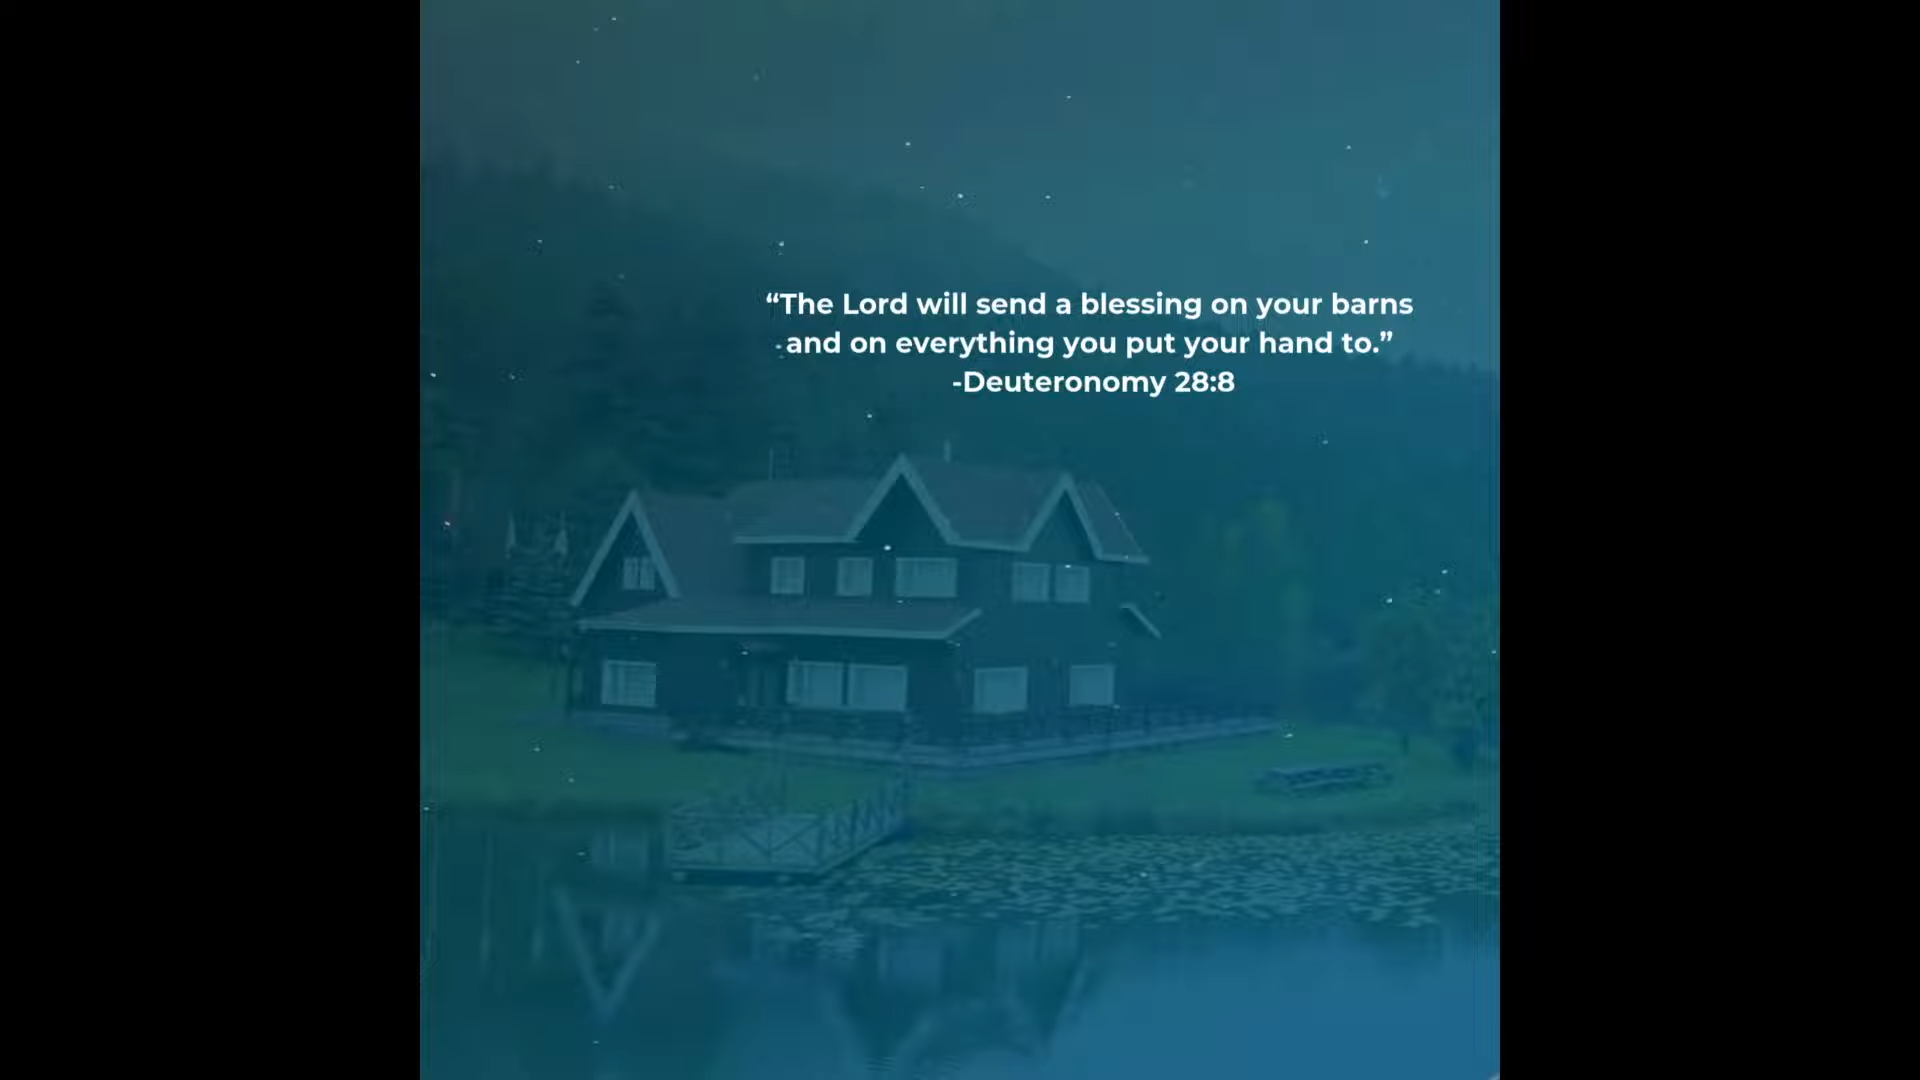 “The Lord will send a blessing on your barns
and on everything you put your hand to.”
-Deuteronomy 28:8